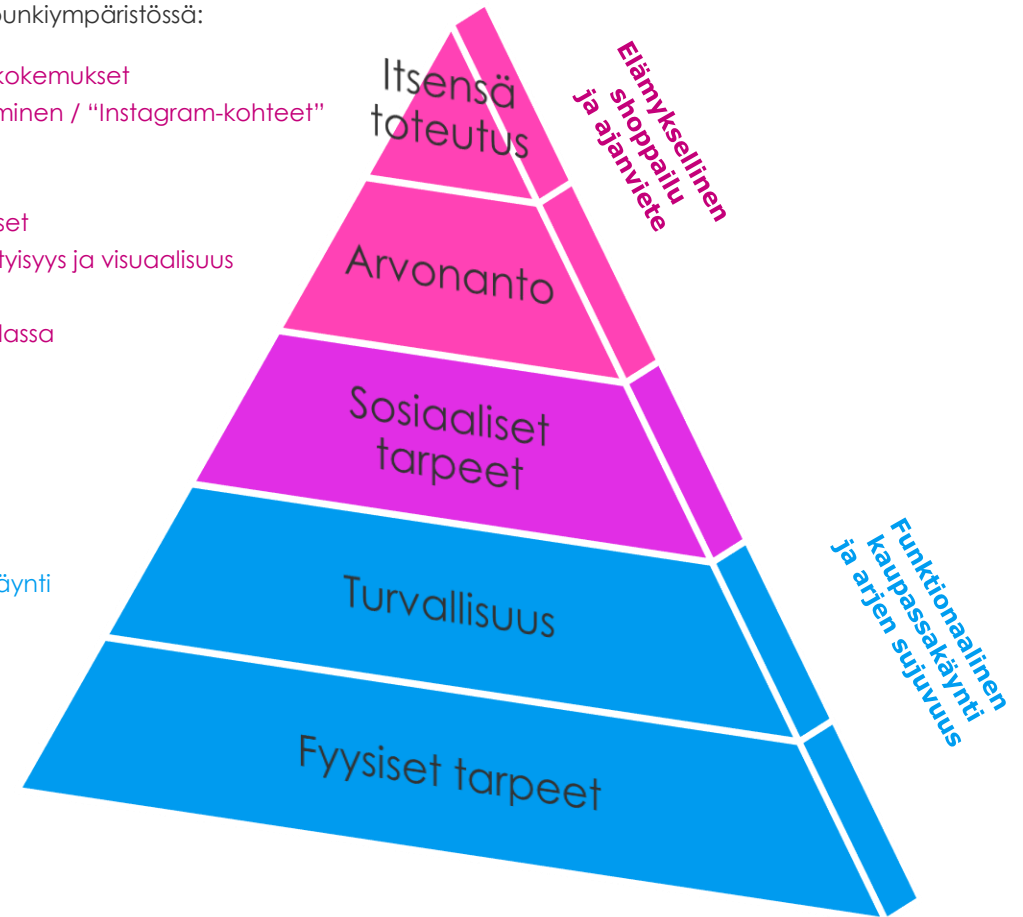 punkiympäristössä:
kokemukset
minen / “Instagram-kohteet”
set
tyisyys ja visuaalisuus
lassa
äynti
Itsensä
toteutus
Arvonanto
Sosiaaliset
tarpeet
Turvallisuus
Fyysiset tarpeet
Elämyksellinen
shoppailu
ja ajanviete
Funktionaalinen
kaupassakäynti
ja arjen sujuvuus